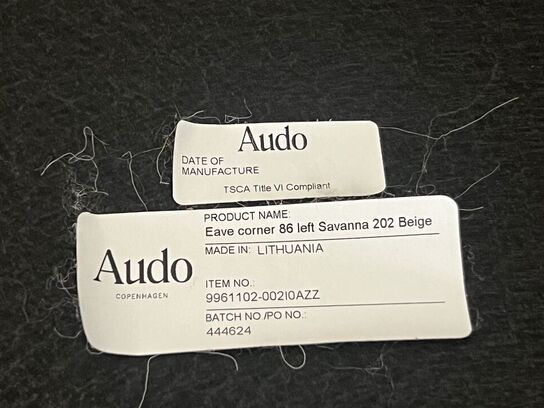 Audo
DATE OF
MANUFACTURE
TSCA Title VI Compliant
Audo
COPENHAGEN
PRODUCT NAME:
Eave corner 86 left Savanna 202 Beige
MADE IN: LITHUANIA
ITEM NO.:
9961102-002I0AZZ
BATCH NO /PO NO.:
444624